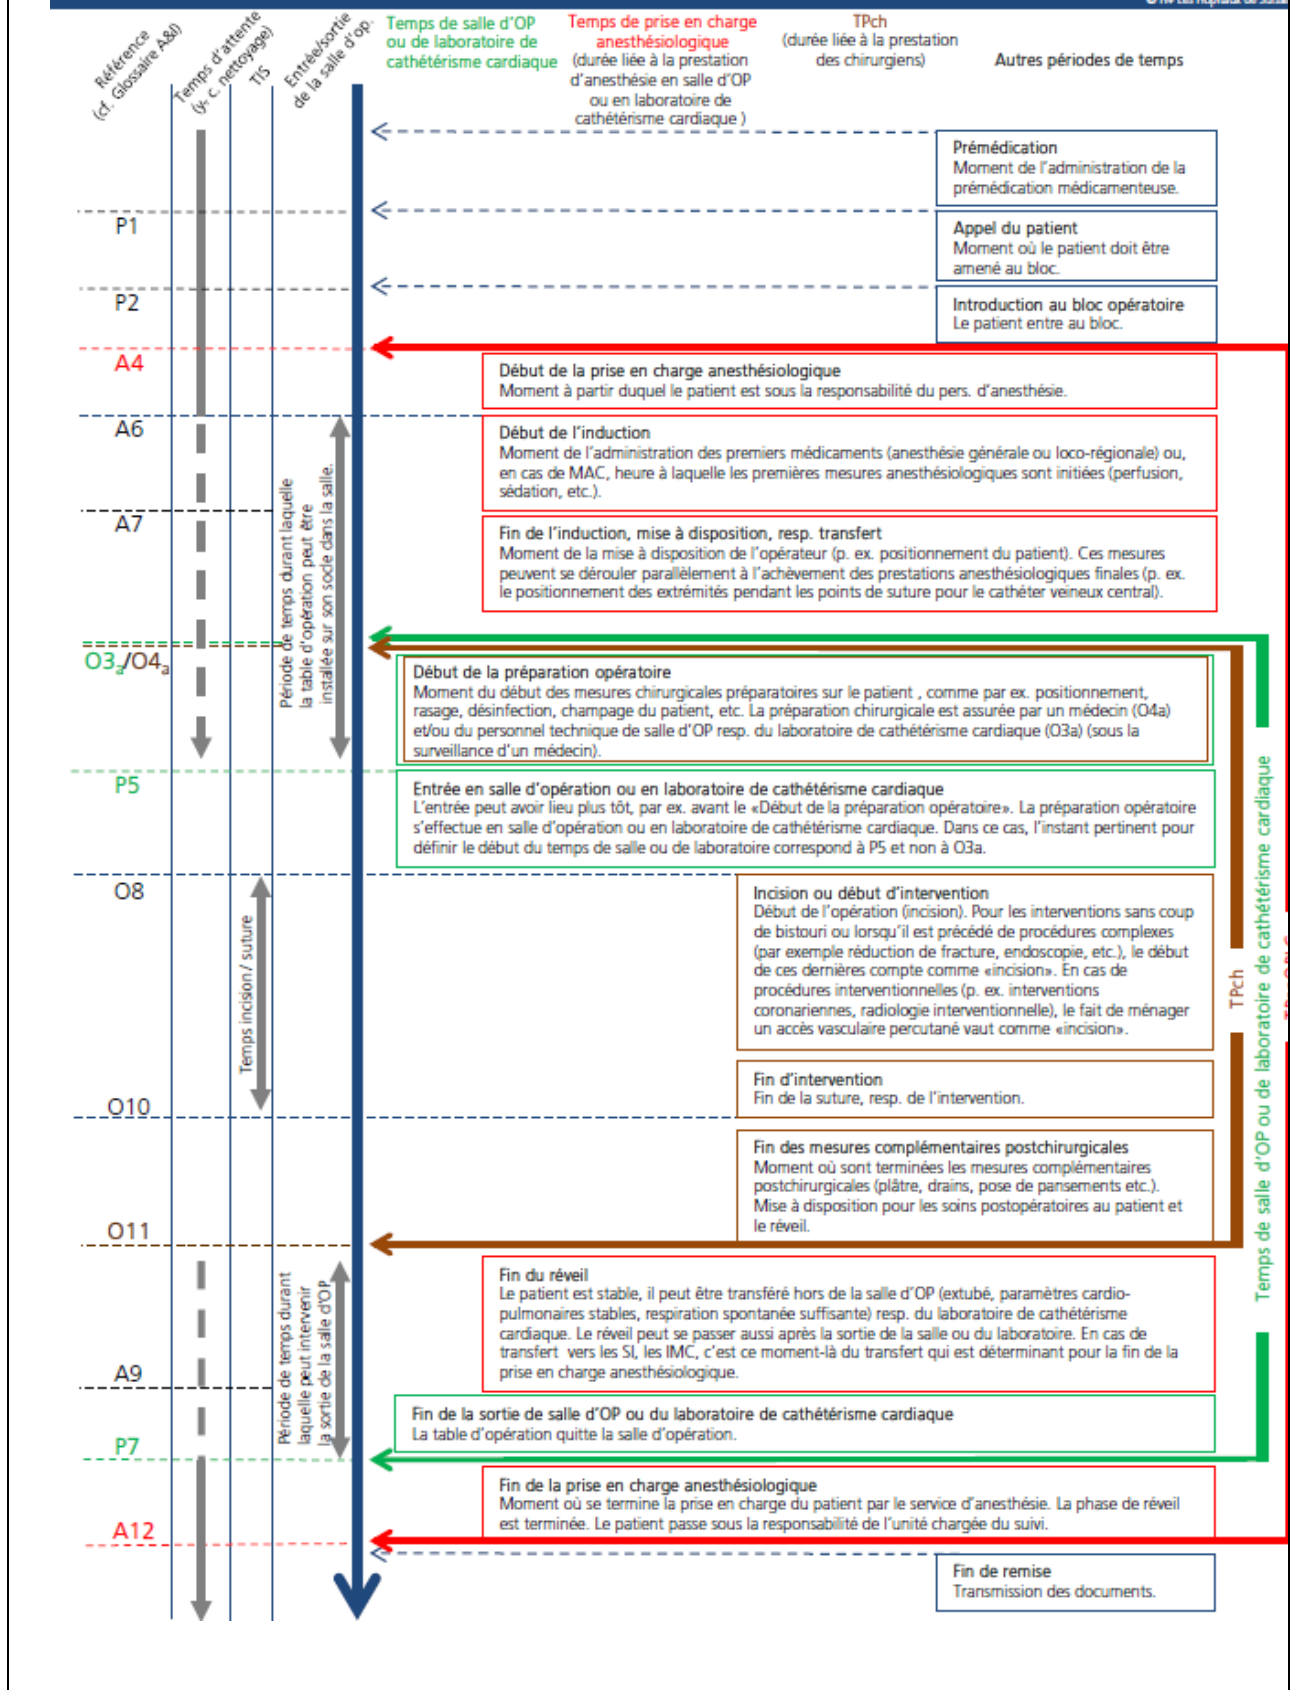 © H+ Les Hôpitaux de Suisse
Référence
(cf. Glossaire A&I)
Temps d'attente
(y. c. nettoyage)
TIS
Entrée/sortie
de la salle d'op.
Temps de salle d'OP
ou de laboratoire de
cathétérisme cardiaque
Temps de prise en charge
anesthésiologique
(durée liée à la prestation
d'anesthésie en salle d'OP
ou en laboratoire de
cathétérisme cardiaque )
TPch
(durée liée à la prestation
des chirurgiens)
Autres périodes de temps
Prémédication
Moment de l'administration de la
prémédication médicamenteuse.
P1
Appel du patient
Moment où le patient doit être
amené au bloc.
P2
Introduction au bloc opératoire
Le patient entre au bloc.
A4
Début de la prise en charge anesthésiologique
Moment à partir duquel le patient est sous la responsabilité du pers. d'anesthésie.
A6
Début de l'induction
Moment de l'administration des premiers médicaments (anesthésie générale ou loco-régionale) ou,
en cas de MAC, heure à laquelle les premières mesures anesthésiologiques sont initiées (perfusion,
sédation, etc.).
A7
Fin de l'induction, mise à disposition, resp. transfert
Moment de la mise à disposition de l'opérateur (p. ex. positionnement du patient). Ces mesures
peuvent se dérouler parallèlement à l'achèvement des prestations anesthésiologiques finales (p. ex.
le positionnement des extrémités pendant les points de suture pour le cathéter veineux central).
Période de temps durant laquelle
la table d'opération peut être
installée sur son socle dans la salle.
O3a/O4a
Début de la préparation opératoire
Moment du début des mesures chirurgicales préparatoires sur le patient , comme par ex. positionnement,
rasage, désinfection, champage du patient, etc. La préparation chirurgicale est assurée par un médecin (O4a)
et/ou du personnel technique de salle d'OP resp. du laboratoire de cathétérisme cardiaque (O3a) (sous la
surveillance d'un médecin).
P5
Entrée en salle d'opération ou en laboratoire de cathétérisme cardiaque
L'entrée peut avoir lieu plus tôt, par ex. avant le «Début de la préparation opératoire». La préparation opératoire
s'effectue en salle d'opération ou en laboratoire de cathétérisme cardiaque. Dans ce cas, l'instant pertinent pour
définir le début du temps de salle ou de laboratoire correspond à P5 et non à O3a.
O8
Incision ou début d'intervention
Début de l'opération (incision). Pour les interventions sans coup
de bistouri ou lorsqu'il est précédé de procédures complexes
(par exemple réduction de fracture, endoscopie, etc.), le début
de ces dernières compte comme «incision». En cas de
procédures interventionnelles (p. ex. interventions
coronariennes, radiologie interventionnelle), le fait de ménager
un accès vasculaire percutané vaut comme «incision».
Temps incision/ suture
TPch
Temps de salle d'OP ou de laboratoire de cathétérisme cardiaque
Fin d'intervention
Fin de la suture, resp. de l'intervention.
O10
Fin des mesures complémentaires postchirurgicales
Moment où sont terminées les mesures complémentaires
postchirurgicales (plâtre, drains, pose de pansements etc.).
Mise à disposition pour les soins postopératoires au patient et
le réveil.
O11
Fin du réveil
Le patient est stable, il peut être transféré hors de la salle d'OP (extubé, paramètres cardio-
pulmonaires stables, respiration spontanée suffisante) resp. du laboratoire de cathétérisme
cardiaque. Le réveil peut se passer aussi après la sortie de la salle ou du laboratoire. En cas de
transfert vers les SI, les IMC, c'est ce moment-là du transfert qui est déterminant pour la fin de la
prise en charge anesthésiologique.
Période de temps durant
laquelle peut intervenir
la sortie de la salle d'OP
A9
Fin de la sortie de salle d'OP ou du laboratoire de cathétérisme cardiaque
La table d'opération quitte la salle d'opération.
P7
Fin de la prise en charge anesthésiologique
Moment où se termine la prise en charge du patient par le service d'anesthésie. La phase de réveil
est terminée. Le patient passe sous la responsabilité de l'unité chargée du suivi.
A12
Fin de remise
Transmission des documents.